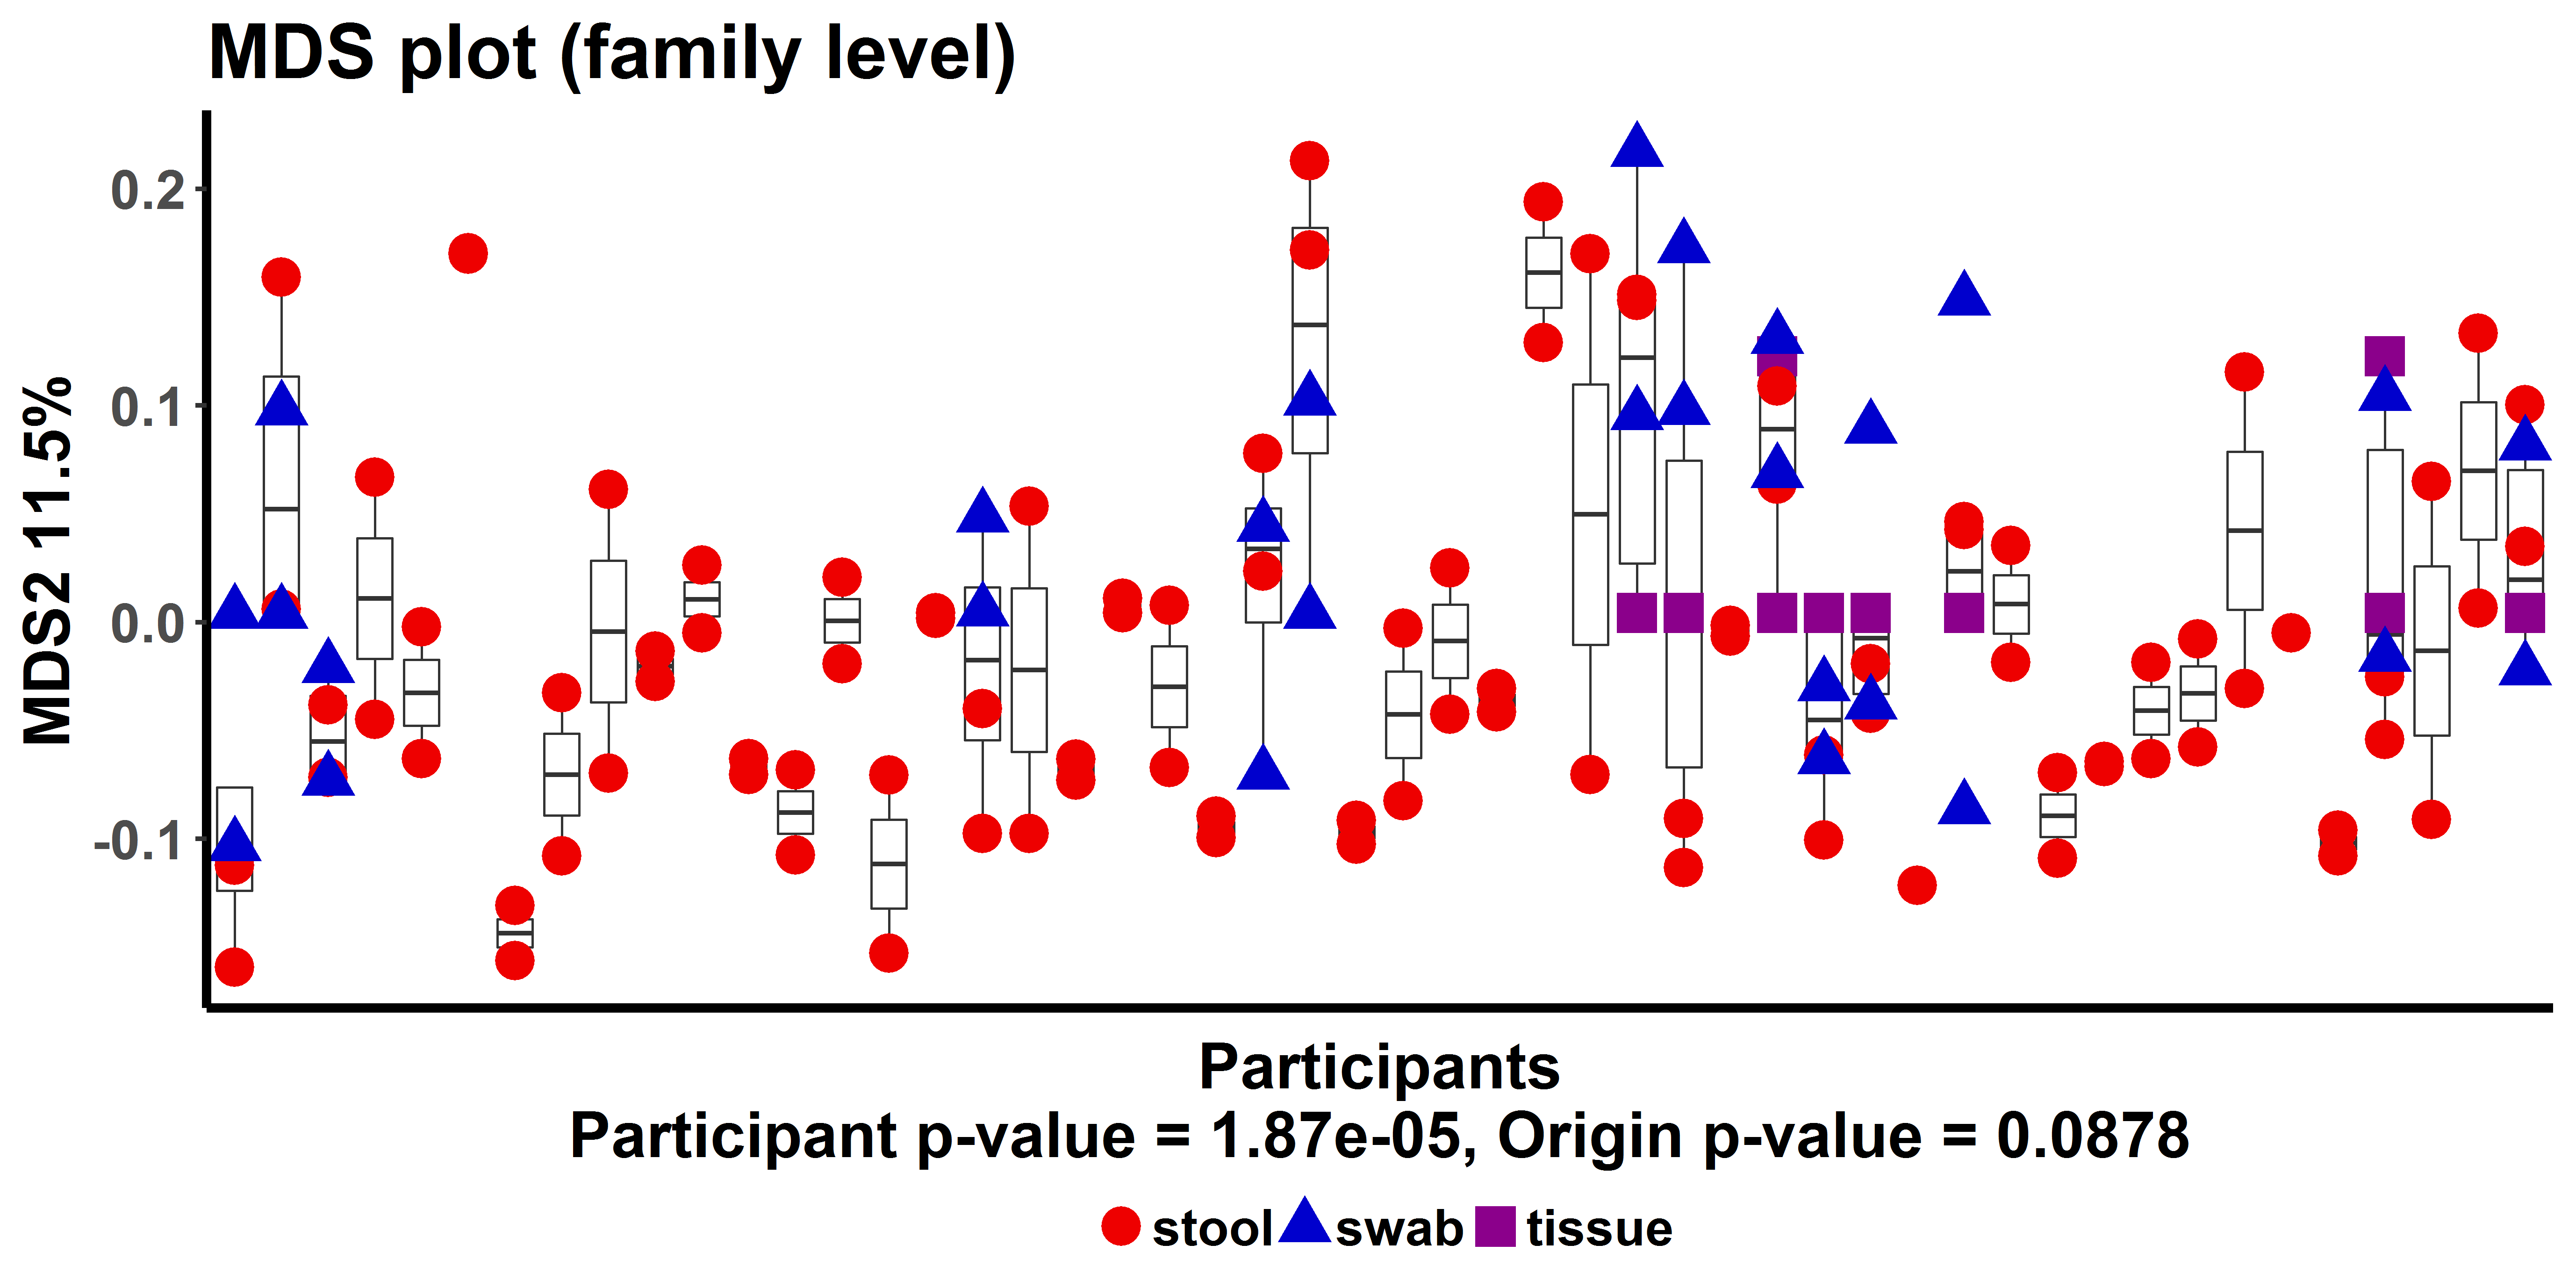 MDS plot (family level)
MDS2 11.5%
0.2
0.1
0.0
-0.1
Participants
Participant p-value = 1.87e-05, Origin p-value = 0.0878
stool swab tissue